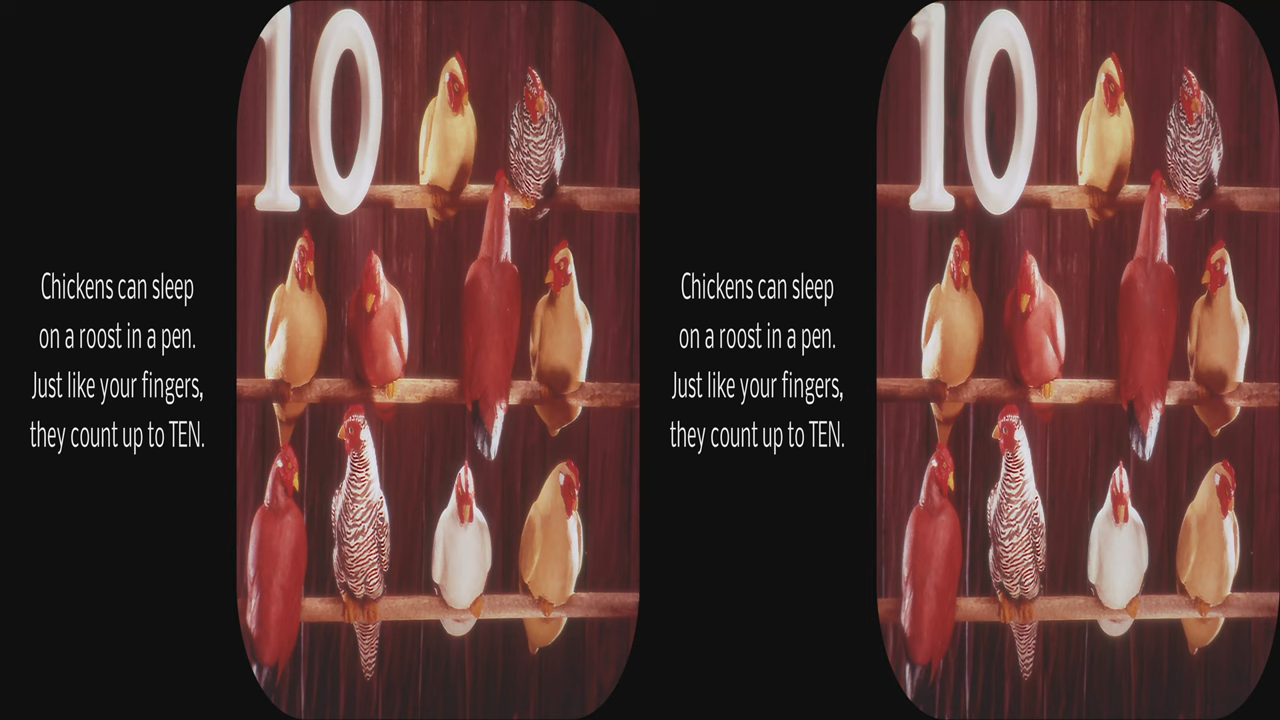 10
Chickens can sleep
on a roost in a pen.
Just like your fingers,
they count up to TEN.
10
Chickens can sleep
on a roost in a pen.
Just like your fingers,
they count up to TEN.